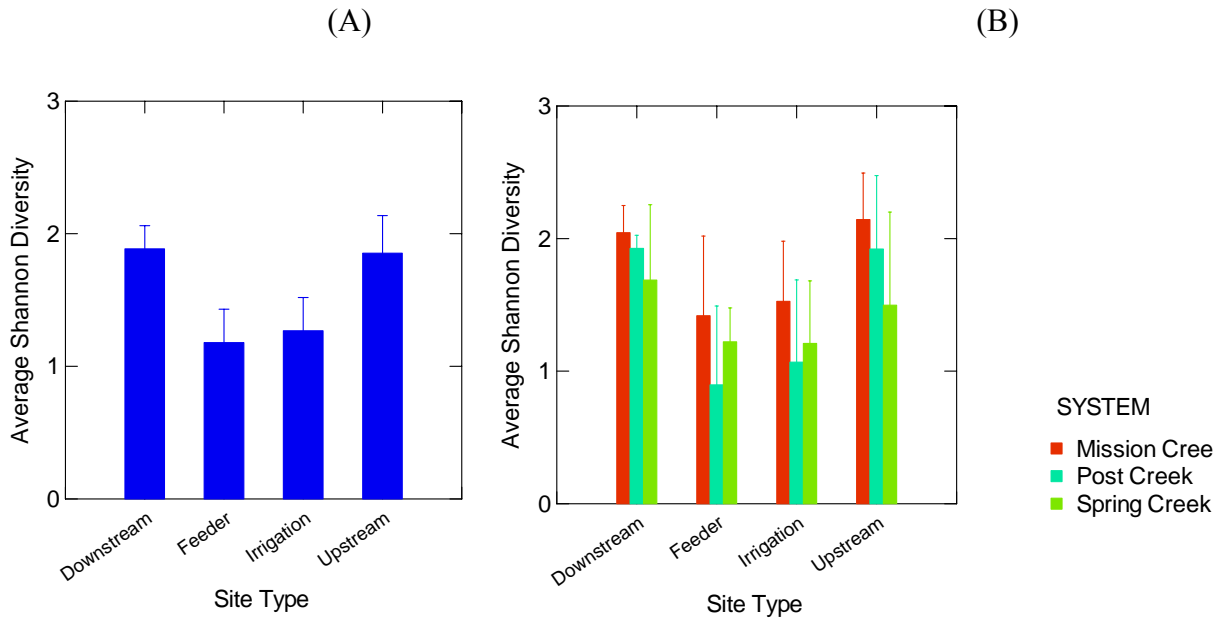 (A)
(B)
3
2
1
0
Average Shannon Diversity
Downstream
Feeder
Irrigation
Upstream
Site Type
3
2
1
0
Average Shannon Diversity
Downstream
Feeder
Irrigation
Upstream
Site Type
SYSTEM
Mission Cree
Post Creek
Spring Creek